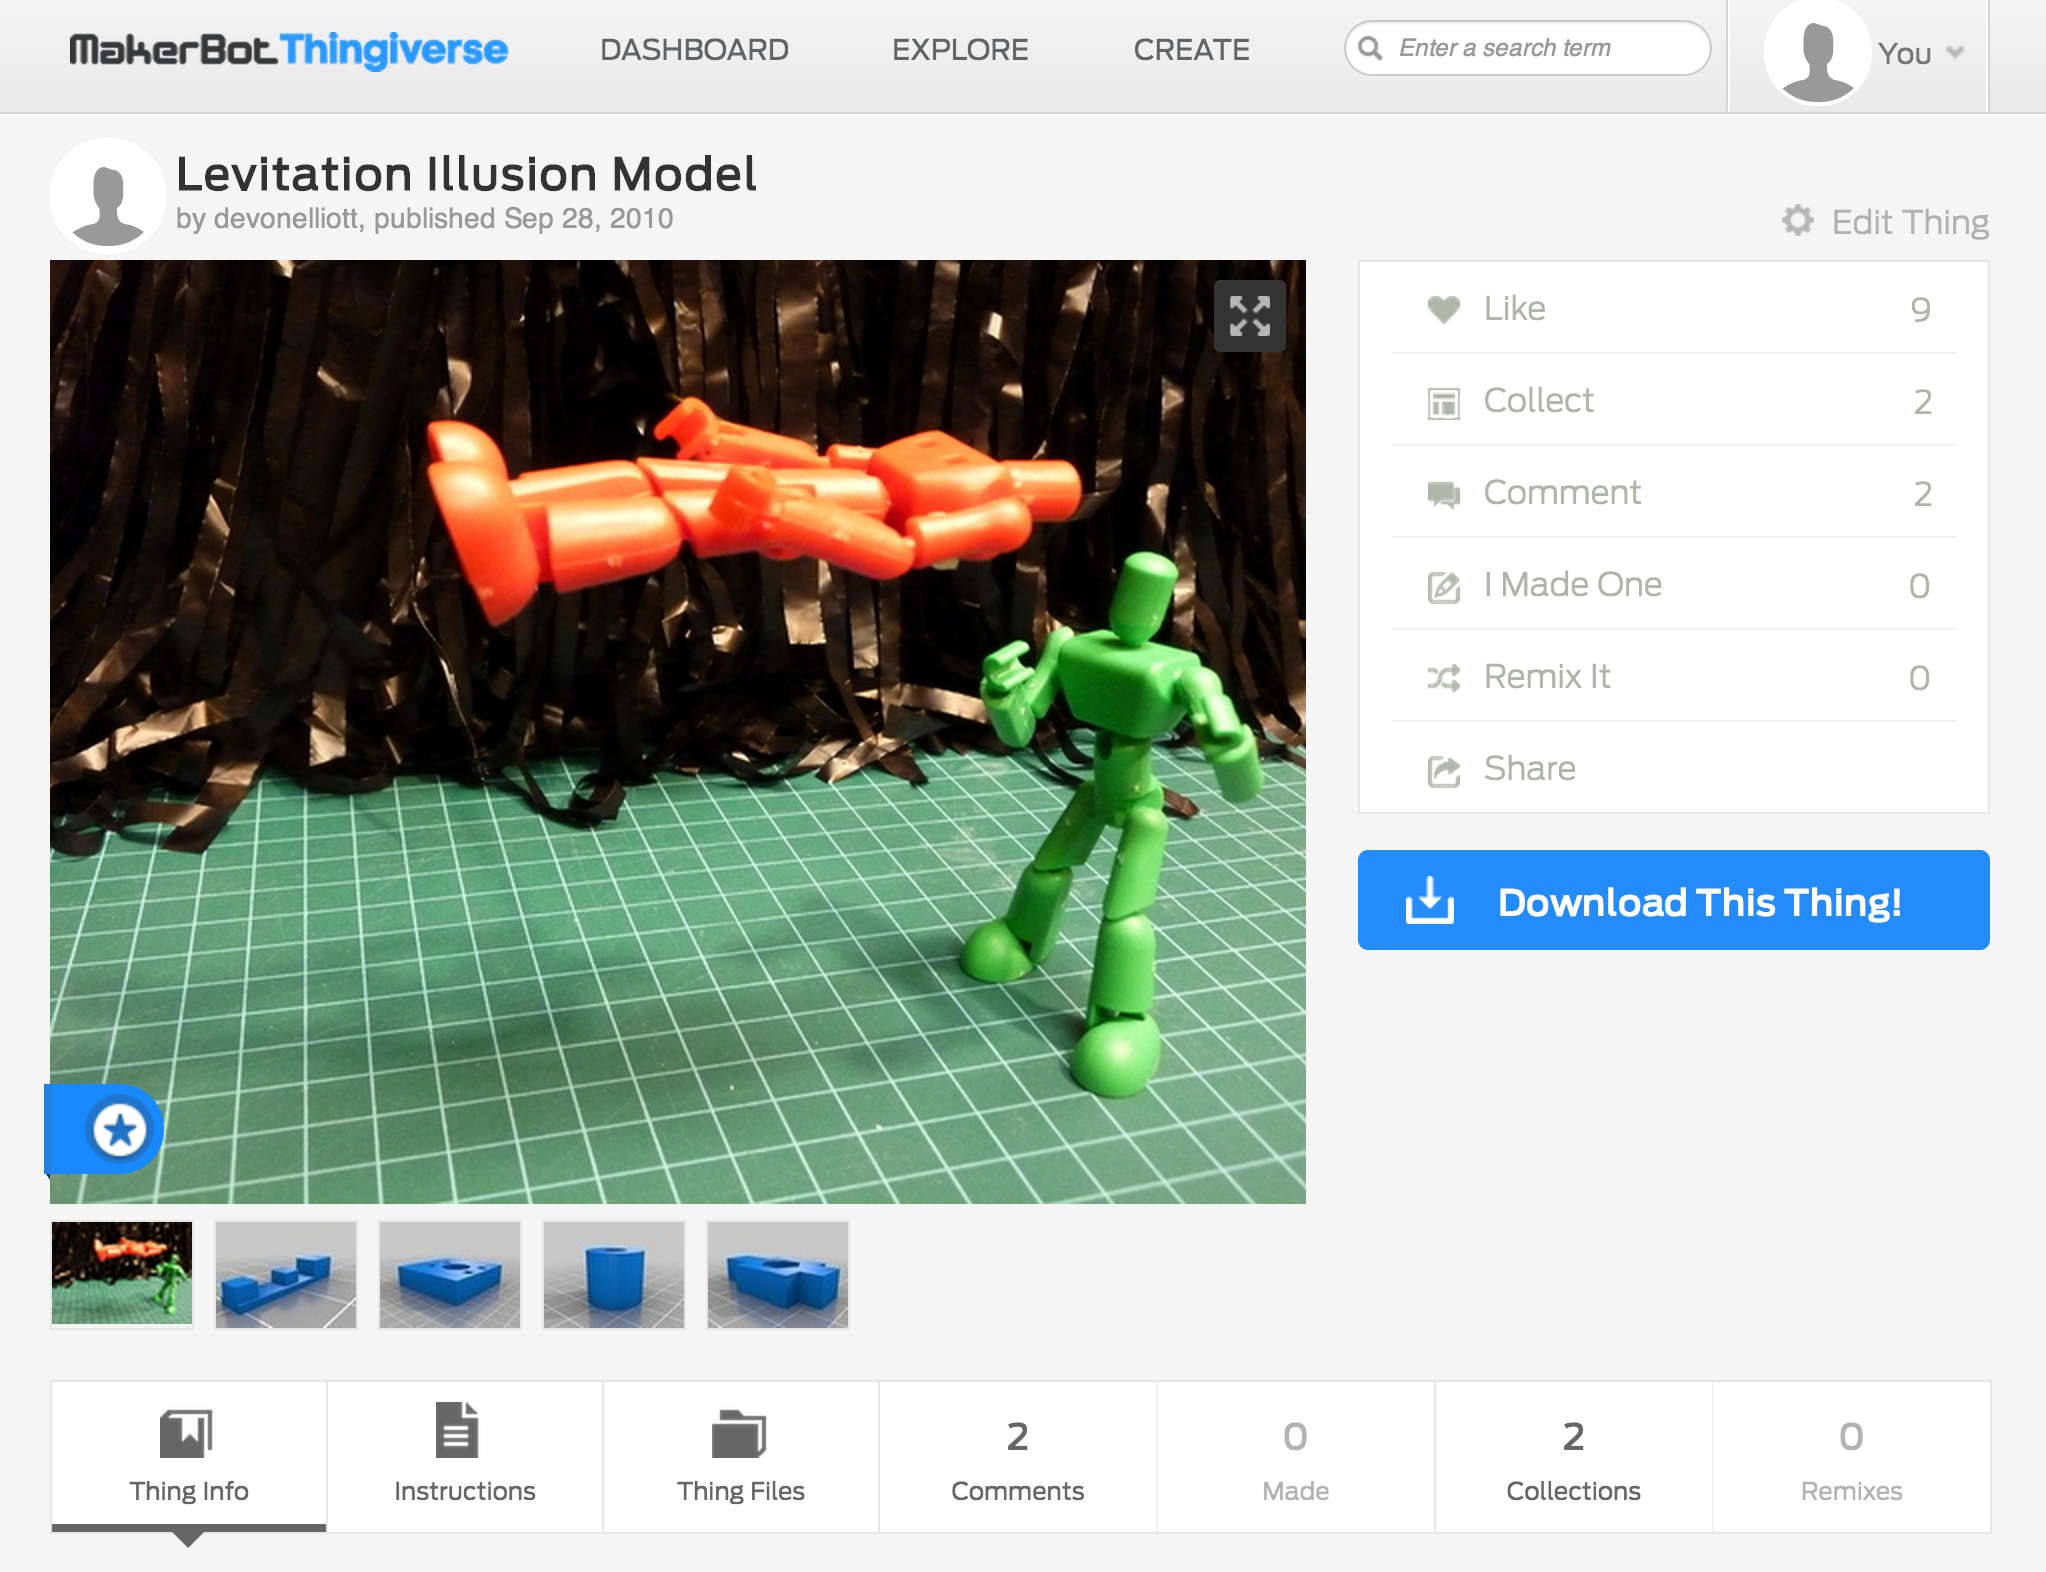 MakerBot Thingiverse
DASHBOARD
EXPLORE
CREATE
Enter a search term
You
Levitation Illusion Model
by devonelliott, published Sep 28, 2010
Edit Thing
Like 9
Collect 2
Comment 2
I Made One 0
Remix It 0
Share
Download This Thing!
Thing Info
Instructions
Thing Files
2
Comments
0
Made
2
Collections
0
Remixes